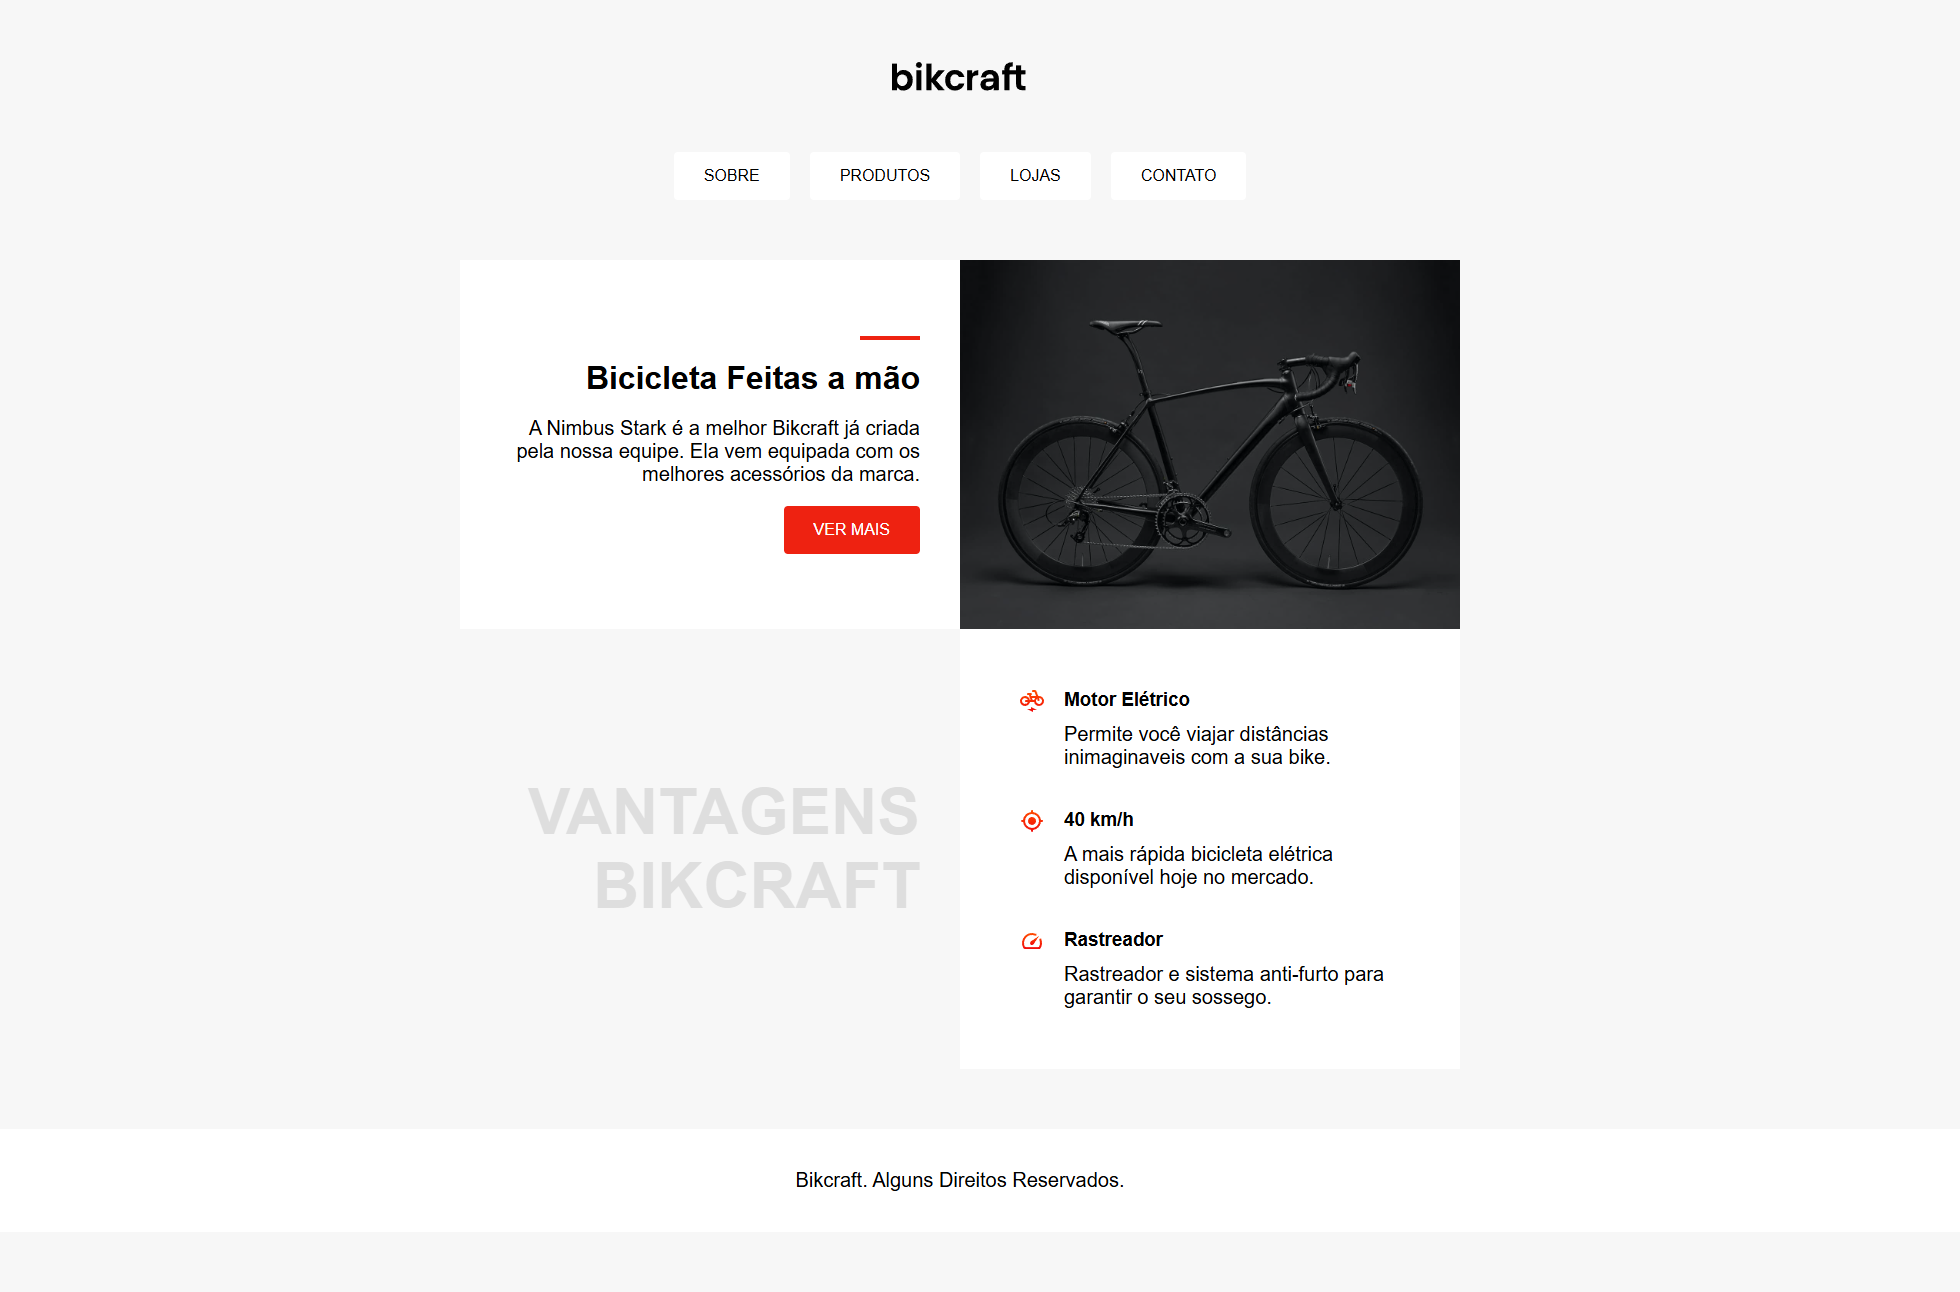 bikcraft
SOBRE
PRODUTOS
LOJAS
CONTATO
Bicicleta Feitas a mão
A Nimbus Stark é a melhor Bikcraft já criada
pela nossa equipe. Ela vem equipada com os
melhores acessórios da marca.
VER MAIS
VANTAGENS
BIKCRAFT
Motor Elétrico
Permite você viajar distâncias
inimaginaveis com a sua bike.
40 km/h
A mais rápida bicicleta elétrica
disponível hoje no mercado.
Rastreador
Rastreador e sistema anti-furto para
garantir o seu sossego.
Bikcraft. Alguns Direitos Reservados.